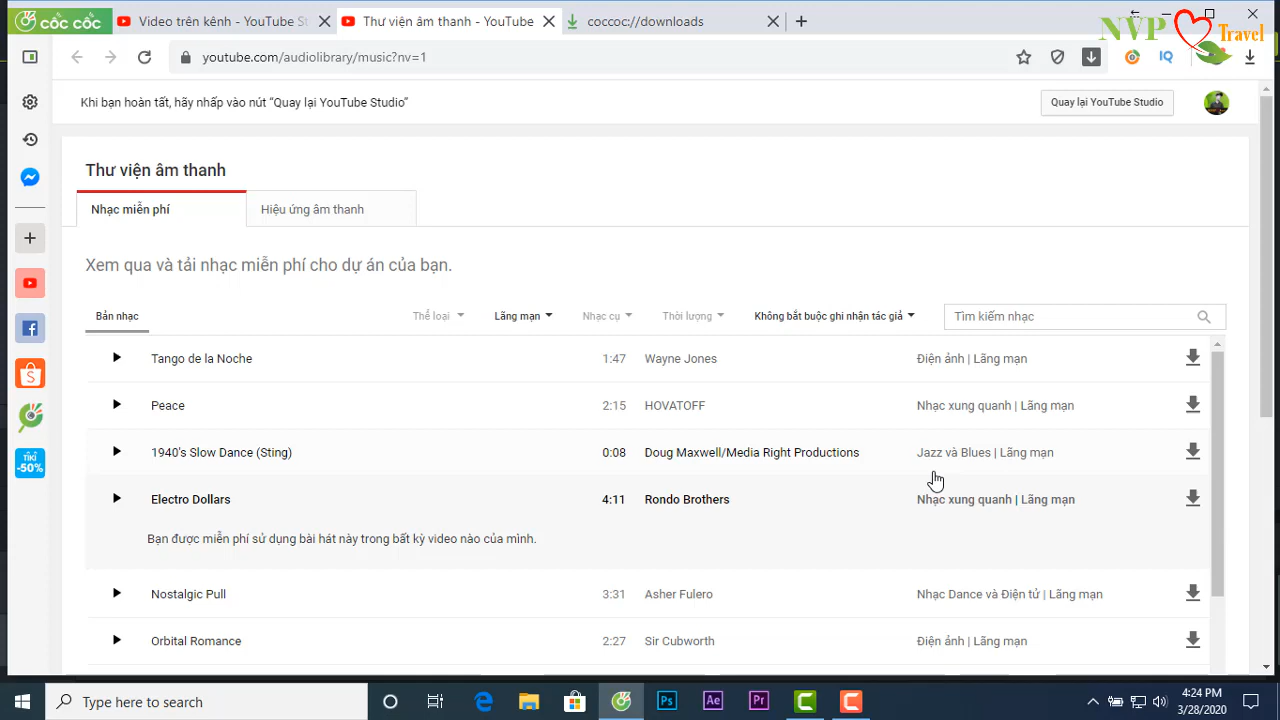 cốc cốc
Video trên kênh - YouTube St
Thư viện âm thanh - YouTube
coccoc://downloads
NVP Travel
youtube.com/audiolibrary/music?nv=1
IQ
Khi bạn hoàn tất, hãy nhấp vào nút “Quay lại YouTube Studio”
Quay lại YouTube Studio
Thư viện âm thanh
Nhạc miễn phí
Hiệu ứng âm thanh
Xem qua và tải nhạc miễn phí cho dự án của bạn.
Bản nhạc
Thể loại
Lãng mạn
Nhạc cụ
Thời lượng
Không bắt buộc ghi nhận tác giả
Tìm kiếm nhạc
Tango de la Noche 1:47 Wayne Jones Điện ảnh | Lãng mạn
Peace 2:15 HOVATOFF Nhạc xung quanh | Lãng mạn
1940’s Slow Dance (Sting) 0:08 Doug Maxwell/Media Right Productions Jazz và Blues | Lãng mạn
Electro Dollars 4:11 Rondo Brothers Nhạc xung quanh | Lãng mạn
Bạn được miễn phí sử dụng bài hát này trong bất kỳ video nào của mình.
Nostalgic Pull 3:31 Asher Fulero Nhạc Dance và Điện tử | Lãng mạn
Orbital Romance 2:27 Sir Cubworth Điện ảnh | Lãng mạn
TIKI
-50%
Type here to search
Ps
Ae
Pr
4:24 PM
3/28/2020